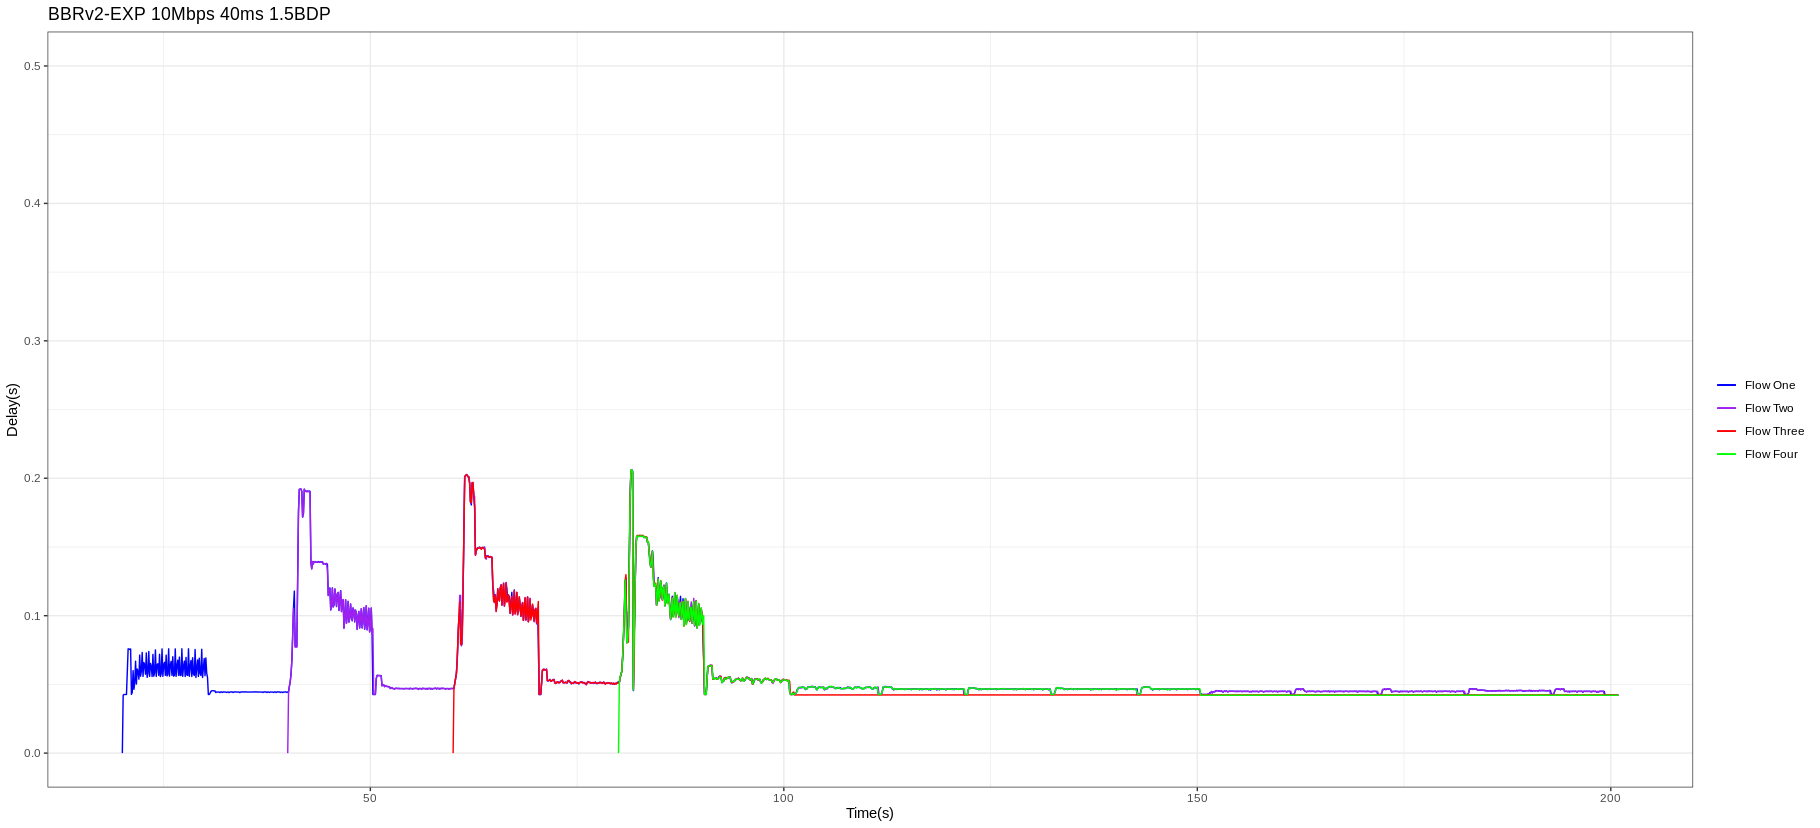 BBRv2-EXP 10Mbps 40ms 1.5BDP
0.5
0.4
0.3
0.2
0.1
0.0
Delay(s)
50
100
150
200
Time(s)
Flow One
Flow Two
Flow Three
Flow Four